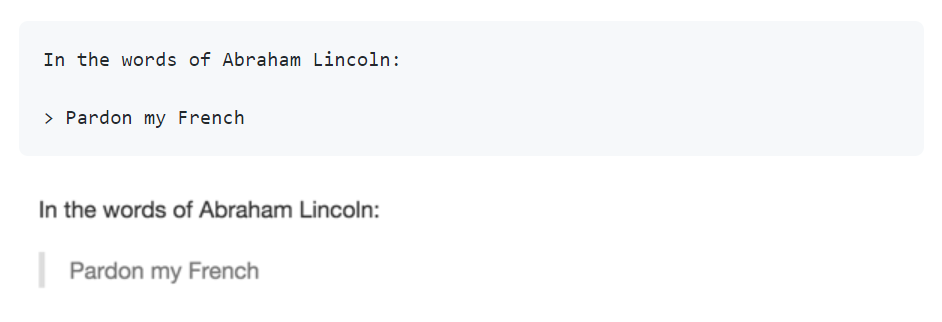 In the words of Abraham Lincoln:
> Pardon my French
In the words of Abraham Lincoln:
Pardon my French